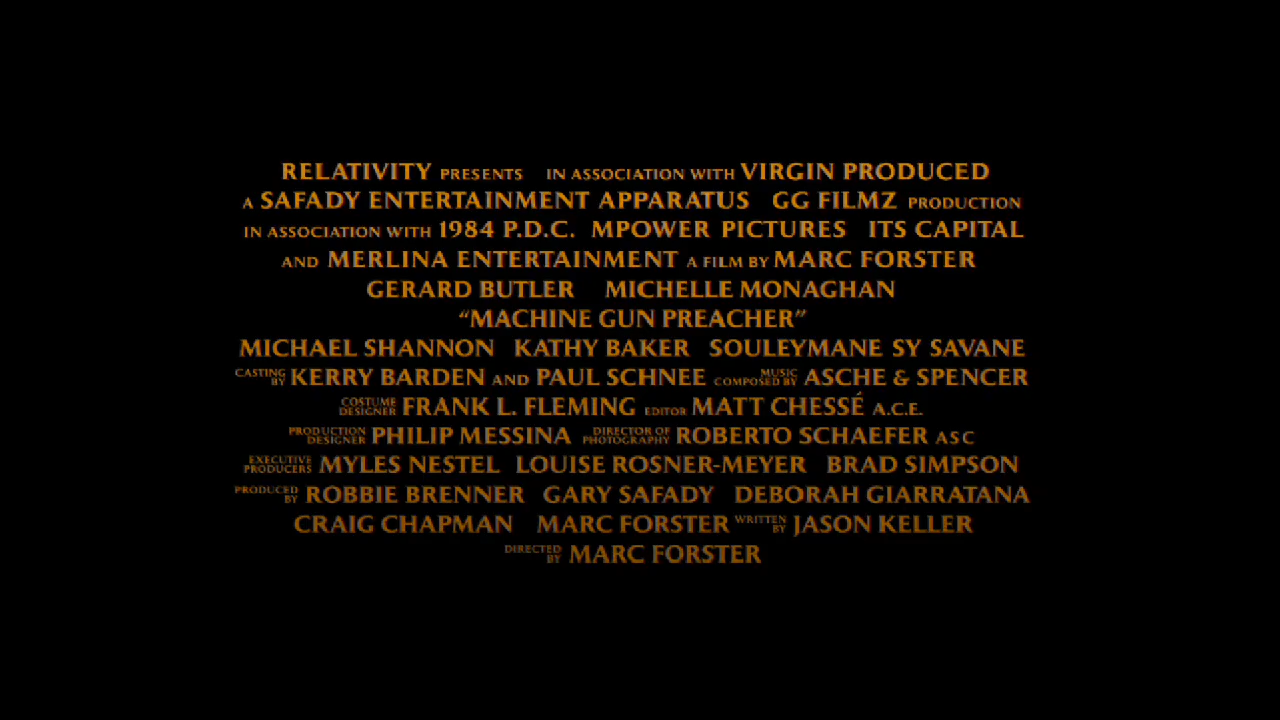 RELATIVITY PRESENTS IN ASSOCIATION WITH VIRGIN PRODUCED
A SAFADY ENTERTAINMENT APPARATUS GG FILMZ PRODUCTION
IN ASSOCIATION WITH 1984 P.D.C. MPOWER PICTURES ITS CAPITAL
AND MERLINA ENTERTAINMENT A FILM BY MARC FORSTER
GERARD BUTLER MICHELLE MONAGHAN
“MACHINE GUN PREACHER”
MICHAEL SHANNON KATHY BAKER SOULEYMANE SY SAVANE
CASTING BY KERRY BARDEN AND PAUL SCHNEE MUSIC COMPOSED BY ASCHE & SPENCER
COSTUME DESIGNER FRANK L. FLEMING EDITOR MATT CHESSÉ A.C.E.
PRODUCTION DESIGNER PHILIP MESSINA DIRECTOR OF PHOTOGRAPHY ROBERTO SCHAEFER ASC
EXECUTIVE PRODUCERS MYLES NESTEL LOUISE ROSNER-MEYER BRAD SIMPSON
PRODUCED BY ROBBIE BRENNER GARY SAFADY DEBORAH GIARRATANA
CRAIG CHAPMAN MARC FORSTER WRITTEN BY JASON KELLER
DIRECTED BY MARC FORSTER